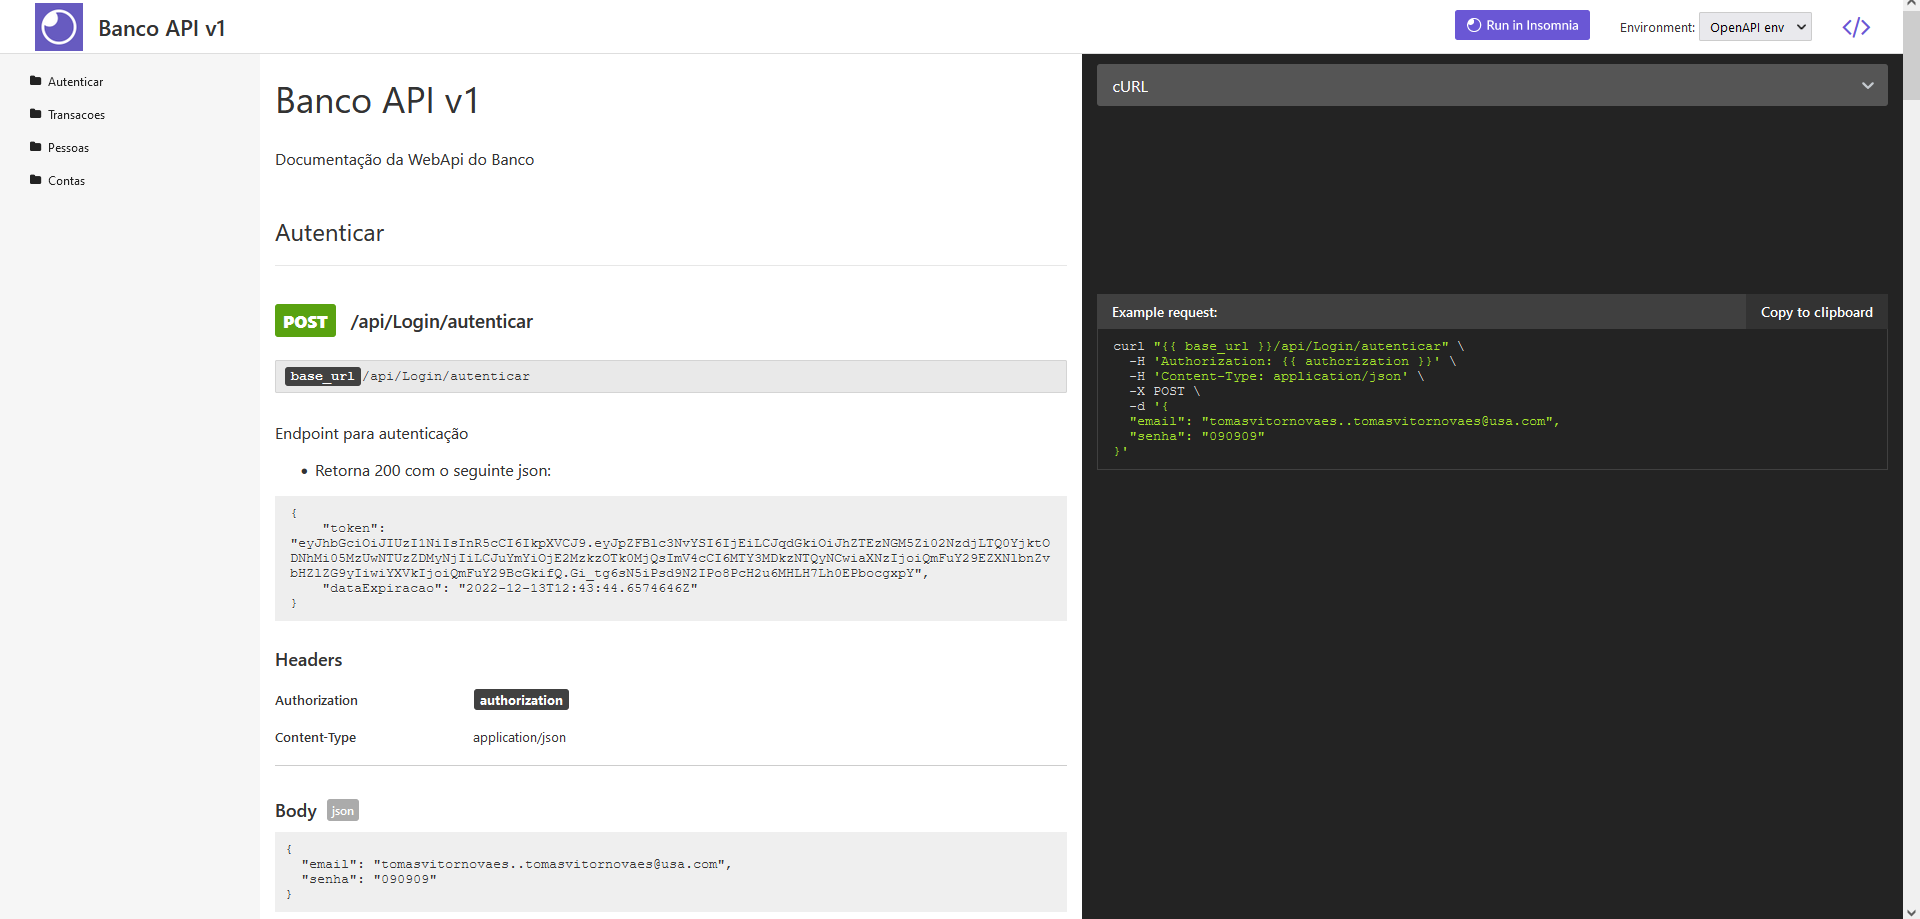 Banco API v1
Run in Insomnia
Environment: OpenAPI env
</>
Autenticar
Transacoes
Pessoas
Contas
Banco API v1
Documentação da WebApi do Banco
Autenticar
POST /api/Login/autenticar
base_url/api/Login/autenticar
Endpoint para autenticação
• Retorna 200 com o seguinte json:
{
"token":
"eyJhbGciOiJIUzI1NiIsInR5cCI6IkpXVCJ9.eyJpZFBlc3NvYSI6IjEiLCJqdGkiOiJhZTEzNGM5Zi02NzdjLTQ0YjktO
DNhMi05MzUwNTUzZDMyNjIiLCJuYmYiOjE2MzkzOTk0MjQsImV4cCI6MTY3MDkzNTQyNCwiaXNzIjoiQmFuY29EZXNlbnZv
bHZlZG9yIiwiYXVkIjoiQmFuY29BcGkifQ.Gi_tg6sN5iPsd9N2IPo8PcH2u6MHLH7Lh0EPbocgxpY",
"dataExpiracao": "2022-12-13T12:43:44.6574646Z"
}
Headers
Authorization authorization
Content-Type application/json
Body json
{
"email": "tomasvitornovaes..tomasvitornovaes@usa.com",
"senha": "090909"
}
cURL
Example request:
Copy to clipboard
curl "{{ base_url }}/api/Login/autenticar" \
-H 'Authorization: {{ authorization }}' \
-H 'Content-Type: application/json' \
-X POST \
-d '{
"email": "tomasvitornovaes..tomasvitornovaes@usa.com",
"senha": "090909"
}'